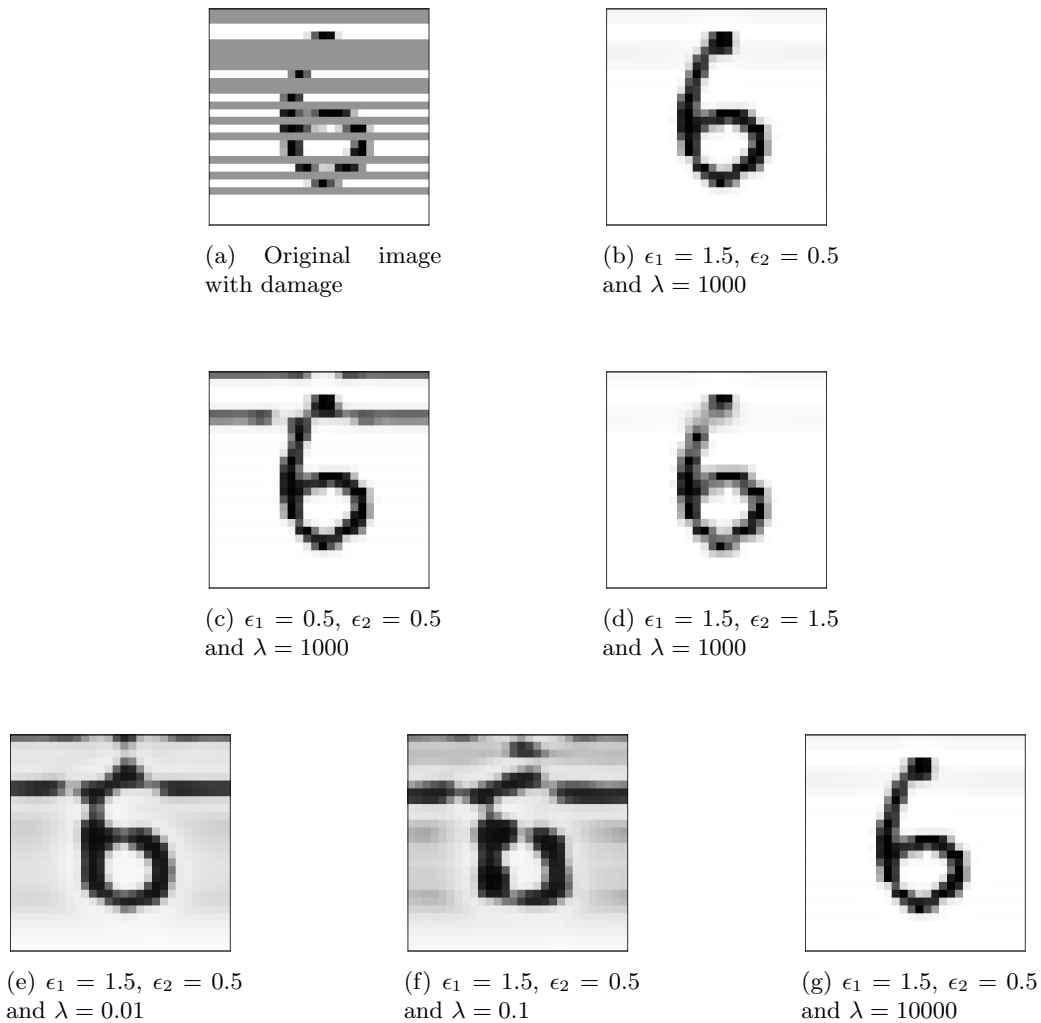 (a) Original image
with damage
(b) ϵ₁ = 1.5, ϵ₂ = 0.5
and λ = 1000
(c) ϵ₁ = 0.5, ϵ₂ = 0.5
and λ = 1000
(d) ϵ₁ = 1.5, ϵ₂ = 1.5
and λ = 1000
(e) ϵ₁ = 1.5, ϵ₂ = 0.5
and λ = 0.01
(f) ϵ₁ = 1.5, ϵ₂ = 0.5
and λ = 0.1
(g) ϵ₁ = 1.5, ϵ₂ = 0.5
and λ = 10000